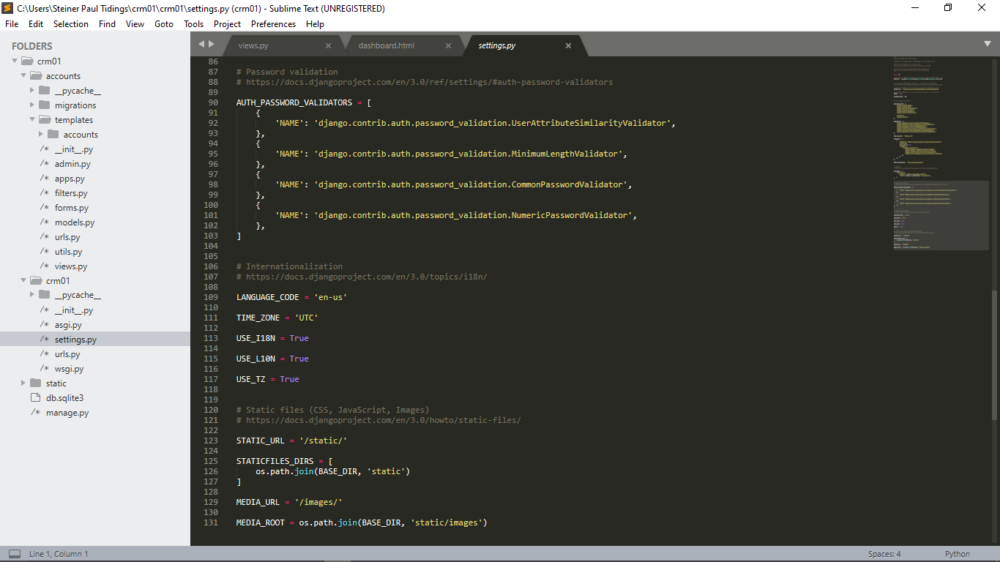 C:\Users\Steiner Paul Tidings\crm01\crm01\settings.py (crm01) - Sublime Text (UNREGISTERED)
File Edit Selection Find View Goto Tools Project Preferences Help
FOLDERS
crm01
accounts
__pycache__
migrations
templates
accounts
/* __init__.py
/* admin.py
/* apps.py
/* filters.py
/* forms.py
/* models.py
/* urls.py
/* utils.py
/* views.py
crm01
__pycache__
/* __init__.py
/* asgi.py
/* settings.py
/* urls.py
/* wsgi.py
static
db.sqlite3
/* manage.py
views.py × dashboard.html × settings.py ×
86
87 # Password validation
88 # https://docs.djangoproject.com/en/3.0/ref/settings/#auth-password-validators
89
90 AUTH_PASSWORD_VALIDATORS = [
91     {
92         'NAME': 'django.contrib.auth.password_validation.UserAttributeSimilarityValidator',
93     },
94     {
95         'NAME': 'django.contrib.auth.password_validation.MinimumLengthValidator',
96     },
97     {
98         'NAME': 'django.contrib.auth.password_validation.CommonPasswordValidator',
99     },
100     {
101         'NAME': 'django.contrib.auth.password_validation.NumericPasswordValidator',
102     },
103 ]
104
105
106 # Internationalization
107 # https://docs.djangoproject.com/en/3.0/topics/i18n/
108
109 LANGUAGE_CODE = 'en-us'
110
111 TIME_ZONE = 'UTC'
112
113 USE_I18N = True
114
115 USE_L10N = True
116
117 USE_TZ = True
118
119
120 # Static files (CSS, JavaScript, Images)
121 # https://docs.djangoproject.com/en/3.0/howto/static-files/
122
123 STATIC_URL = '/static/'
124
125 STATICFILES_DIRS = [
126     os.path.join(BASE_DIR, 'static')
127 ]
128
129 MEDIA_URL = '/images/'
130
131 MEDIA_ROOT = os.path.join(BASE_DIR, 'static/images')
Line 1, Column 1 Spaces: 4 Python